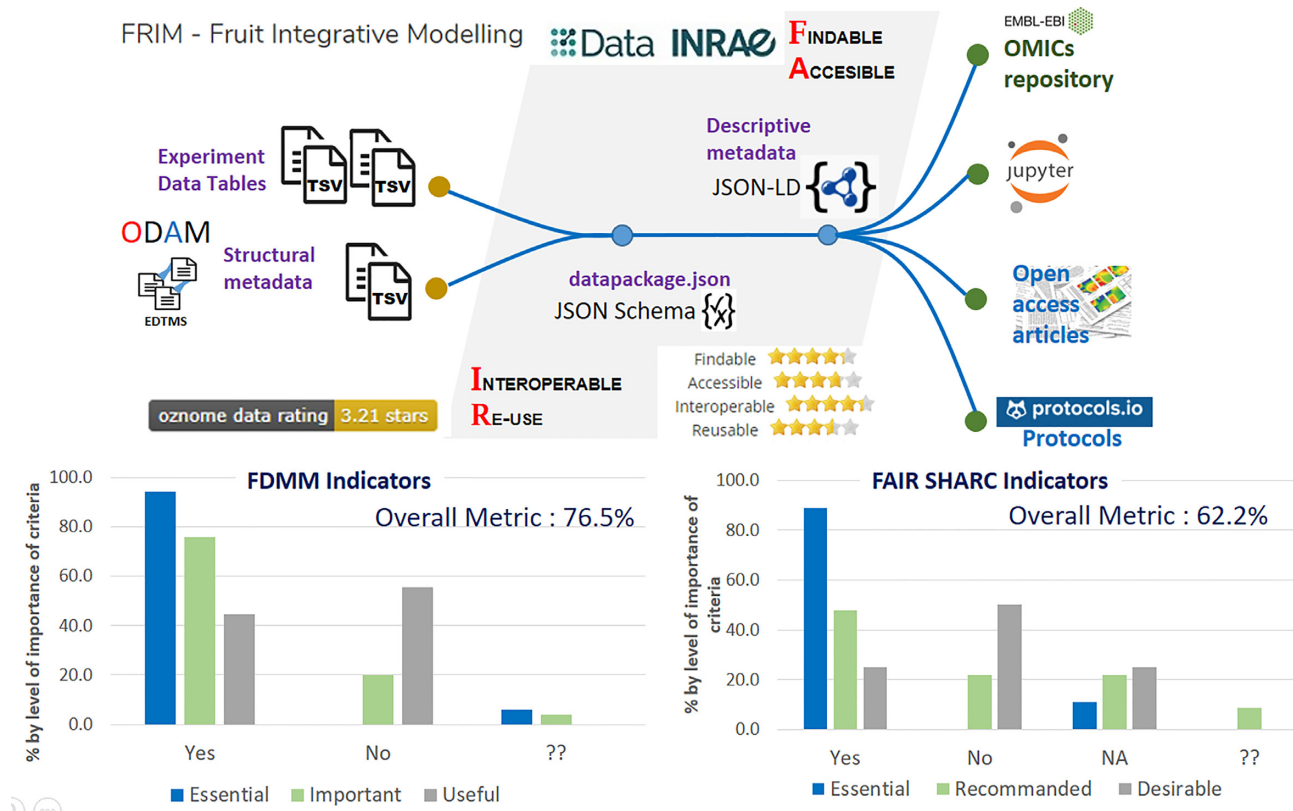 FRIM - Fruit Integrative Modelling
Data INRAE
FINDABLE
ACCESIBLE
EMBL-EBI
OMICs
repository
Experiment
Data Tables
TSV
TSV
Descriptive
metadata
JSON-LD
jupyter
ODAM
EDTMS
Structural
metadata
TSV
datapackage.json
JSON Schema
Open
access
articles
INTEROPERABLE
RE-USE
Findable
Accessible
Interoperable
Reusable
oznome data rating 3.21 stars
protocols.io
Protocols
FDMM Indicators
Overall Metric : 76.5%
% by level of importance of criteria
100.0
80.0
60.0
40.0
20.0
0.0
Yes
No
??
Essential
Important
Useful
FAIR SHARC Indicators
Overall Metric : 62.2%
% by level of importance of
criteria
100.0
80.0
60.0
40.0
20.0
0.0
Yes
No
NA
??
Essential
Recommanded
Desirable